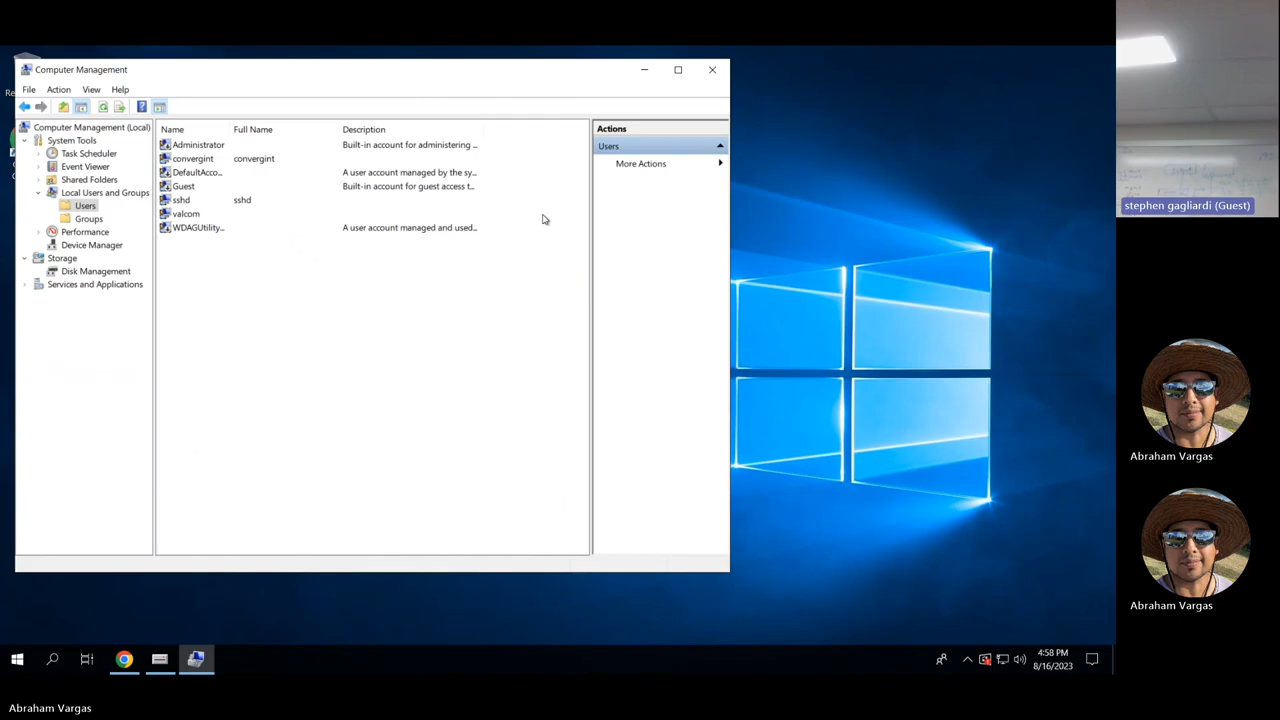 Re
Computer Management
File Action View Help
Computer Management (Local)
System Tools
Task Scheduler
Event Viewer
Shared Folders
Local Users and Groups
Users
Groups
Performance
Device Manager
Storage
Disk Management
Services and Applications
Name Full Name Description
Administrator Built-in account for administering ...
convergint convergint
DefaultAcco... A user account managed by the sy...
Guest Built-in account for guest access t...
sshd sshd
valcom
WDAGUtility... A user account managed and used...
Actions
Users
More Actions
stephen gagliardi (Guest)
Abraham Vargas
Abraham Vargas
4:58 PM
8/16/2023
Abraham Vargas